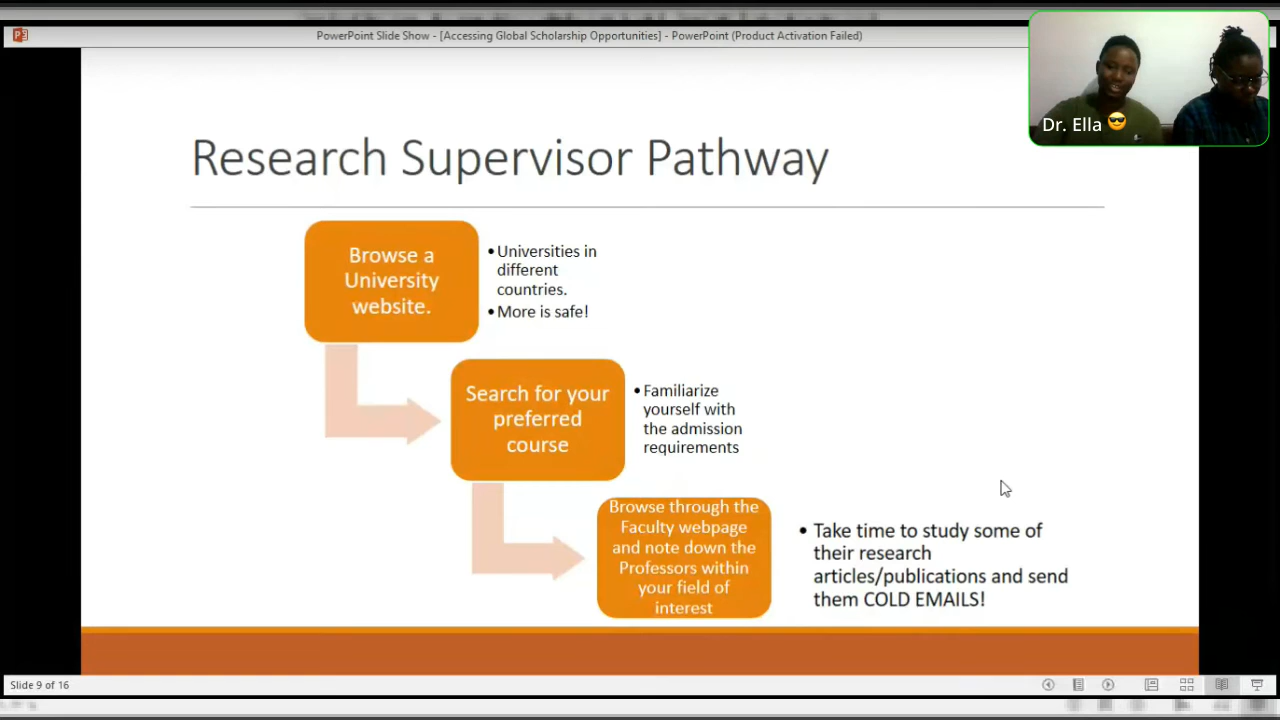 PowerPoint Slide Show - [Accessing Global Scholarship Opportunities] - PowerPoint (Product Activation Failed)
Dr. Ella 😎
Research Supervisor Pathway
Browse a
University
website.
• Universities in
different
countries.
• More is safe!
Search for your
preferred
course
• Familiarize
yourself with
the admission
requirements
Browse through the
Faculty webpage
and note down the
Professors within
your field of
interest
• Take time to study some of
their research
articles/publications and send
them COLD EMAILS!
Slide 9 of 16